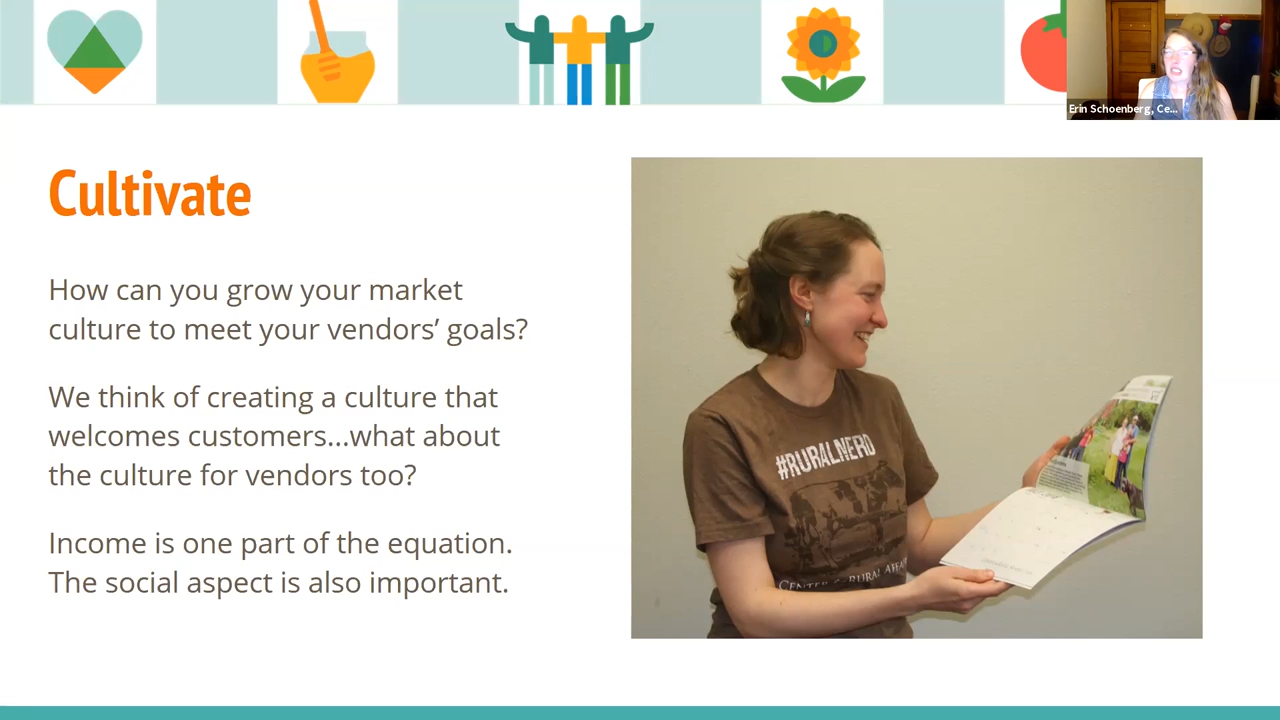 Erin Schoenberg, Ce...
Cultivate
How can you grow your market
culture to meet your vendors’ goals?
We think of creating a culture that
welcomes customers...what about
the culture for vendors too?
Income is one part of the equation.
The social aspect is also important.
#RURALNERD
CENTER RURAL AFFA